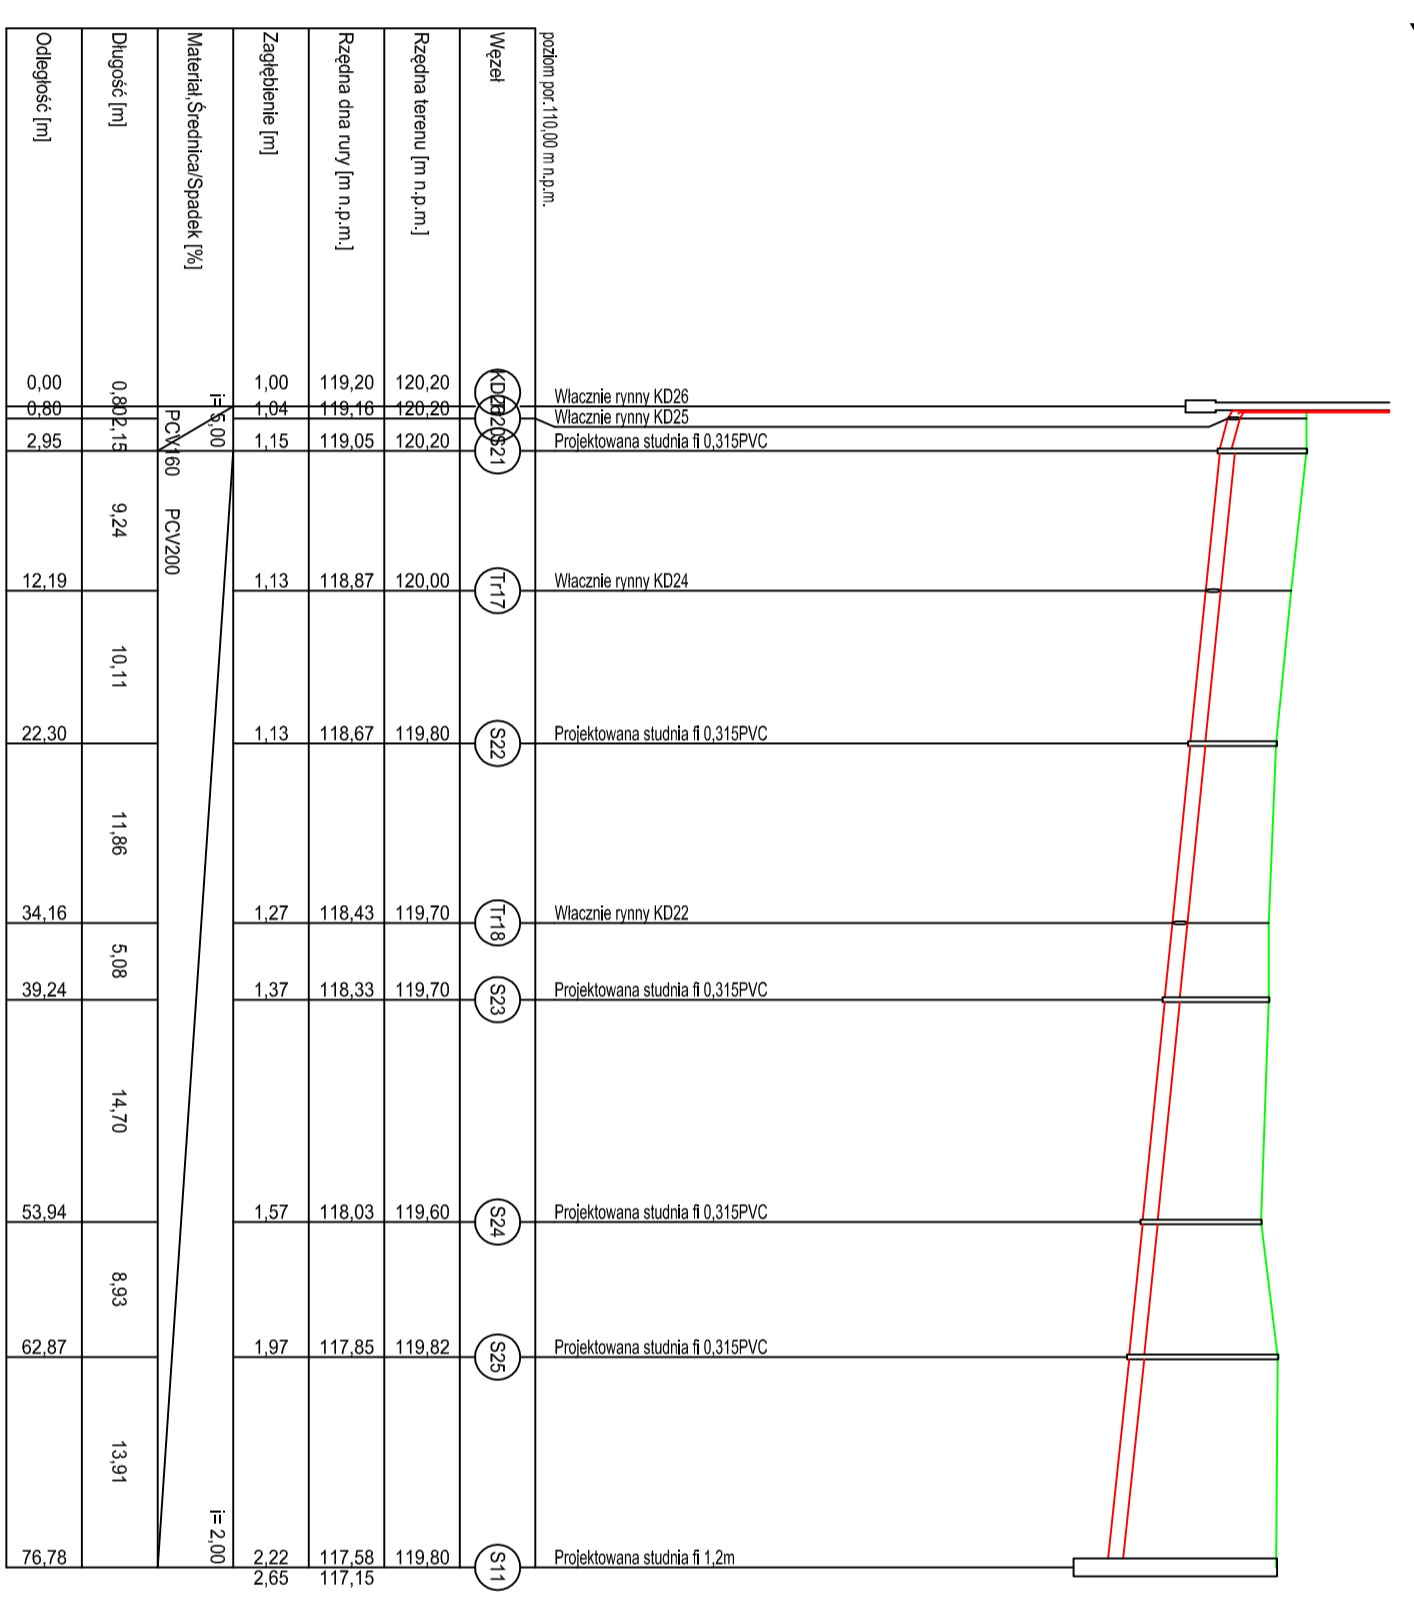 poziom por.110,00 m n.p.m.
Węzeł
Rzędna terenu [m n.p.m.]
Rzędna dna rury [m n.p.m.]
Zagłębienie [m]
Materiał,Średnica/Spadek [%]
Długość [m]
Odległość [m]
0,00 1,00 119,20 120,20 KD26 Włacznie rynny KD26
0,80 1,04 119,16 120,20 Tr20 Włacznie rynny KD25
2,95 1,15 119,05 120,20 S21 Projektowana studnia fi 0,315PVC
12,19 1,13 118,87 120,00 Tr17 Włacznie rynny KD24
22,30 1,13 118,67 119,80 S22 Projektowana studnia fi 0,315PVC
34,16 1,27 118,43 119,70 Tr18 Włacznie rynny KD22
39,24 1,37 118,33 119,70 S23 Projektowana studnia fi 0,315PVC
53,94 1,57 118,03 119,60 S24 Projektowana studnia fi 0,315PVC
62,87 1,97 117,85 119,82 S25 Projektowana studnia fi 0,315PVC
76,78 2,22 117,58 119,80 S11 Projektowana studnia fi 1,2m
2,65 117,15
i= 5,00
PCV160
PCV200
i= 2,00
0,80
2,15
9,24
10,11
11,86
5,08
14,70
8,93
13,91